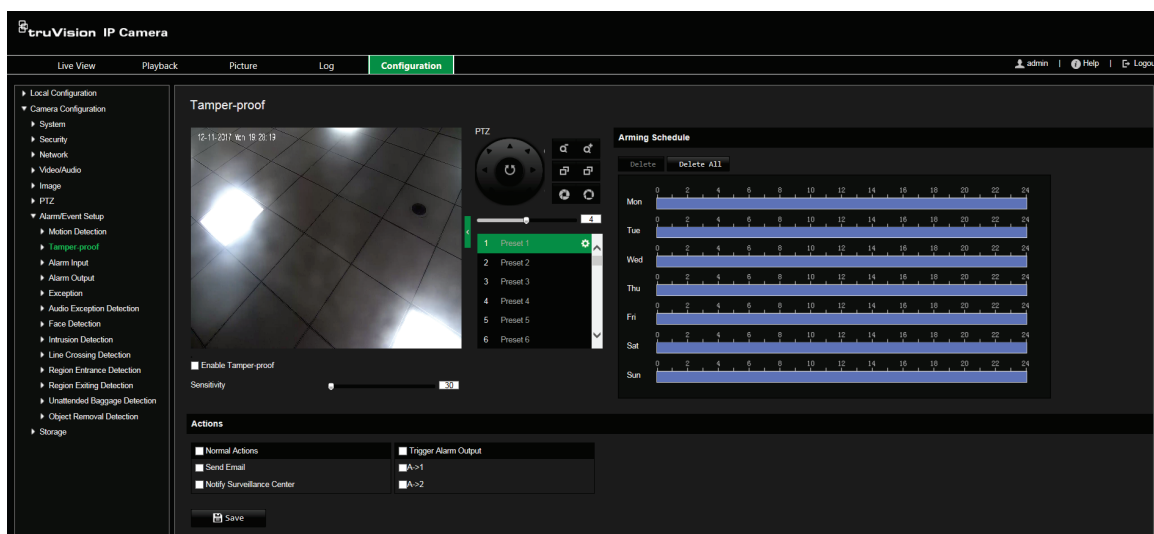 truVision IP Camera
Live View Playback Picture Log Configuration admin | Help | Logou
Local Configuration
Camera Configuration
System
Security
Network
Video/Audio
Image
PTZ
Alarm/Event Setup
Motion Detection
Tamper-proof
Alarm Input
Alarm Output
Exception
Audio Exception Detection
Face Detection
Intrusion Detection
Line Crossing Detection
Region Entrance Detection
Region Exiting Detection
Unattended Baggage Detection
Object Removal Detection
Storage
Tamper-proof
12-11-2017 19:20:19
PTZ
4
1 Preset 1
2 Preset 2
3 Preset 3
4 Preset 4
5 Preset 5
6 Preset 6
Enable Tamper-proof
Sensitivity 30
Arming Schedule
Delete Delete All
0 2 4 6 8 10 12 14 16 18 20 22 24
Mon
0 2 4 6 8 10 12 14 16 18 20 22 24
Tue
0 2 4 6 8 10 12 14 16 18 20 22 24
Wed
0 2 4 6 8 10 12 14 16 18 20 22 24
Thu
0 2 4 6 8 10 12 14 16 18 20 22 24
Fri
0 2 4 6 8 10 12 14 16 18 20 22 24
Sat
0 2 4 6 8 10 12 14 16 18 20 22 24
Sun
Actions
Normal Actions Trigger Alarm Output
Send Email A->1
Notify Surveillance Center A->2
Save